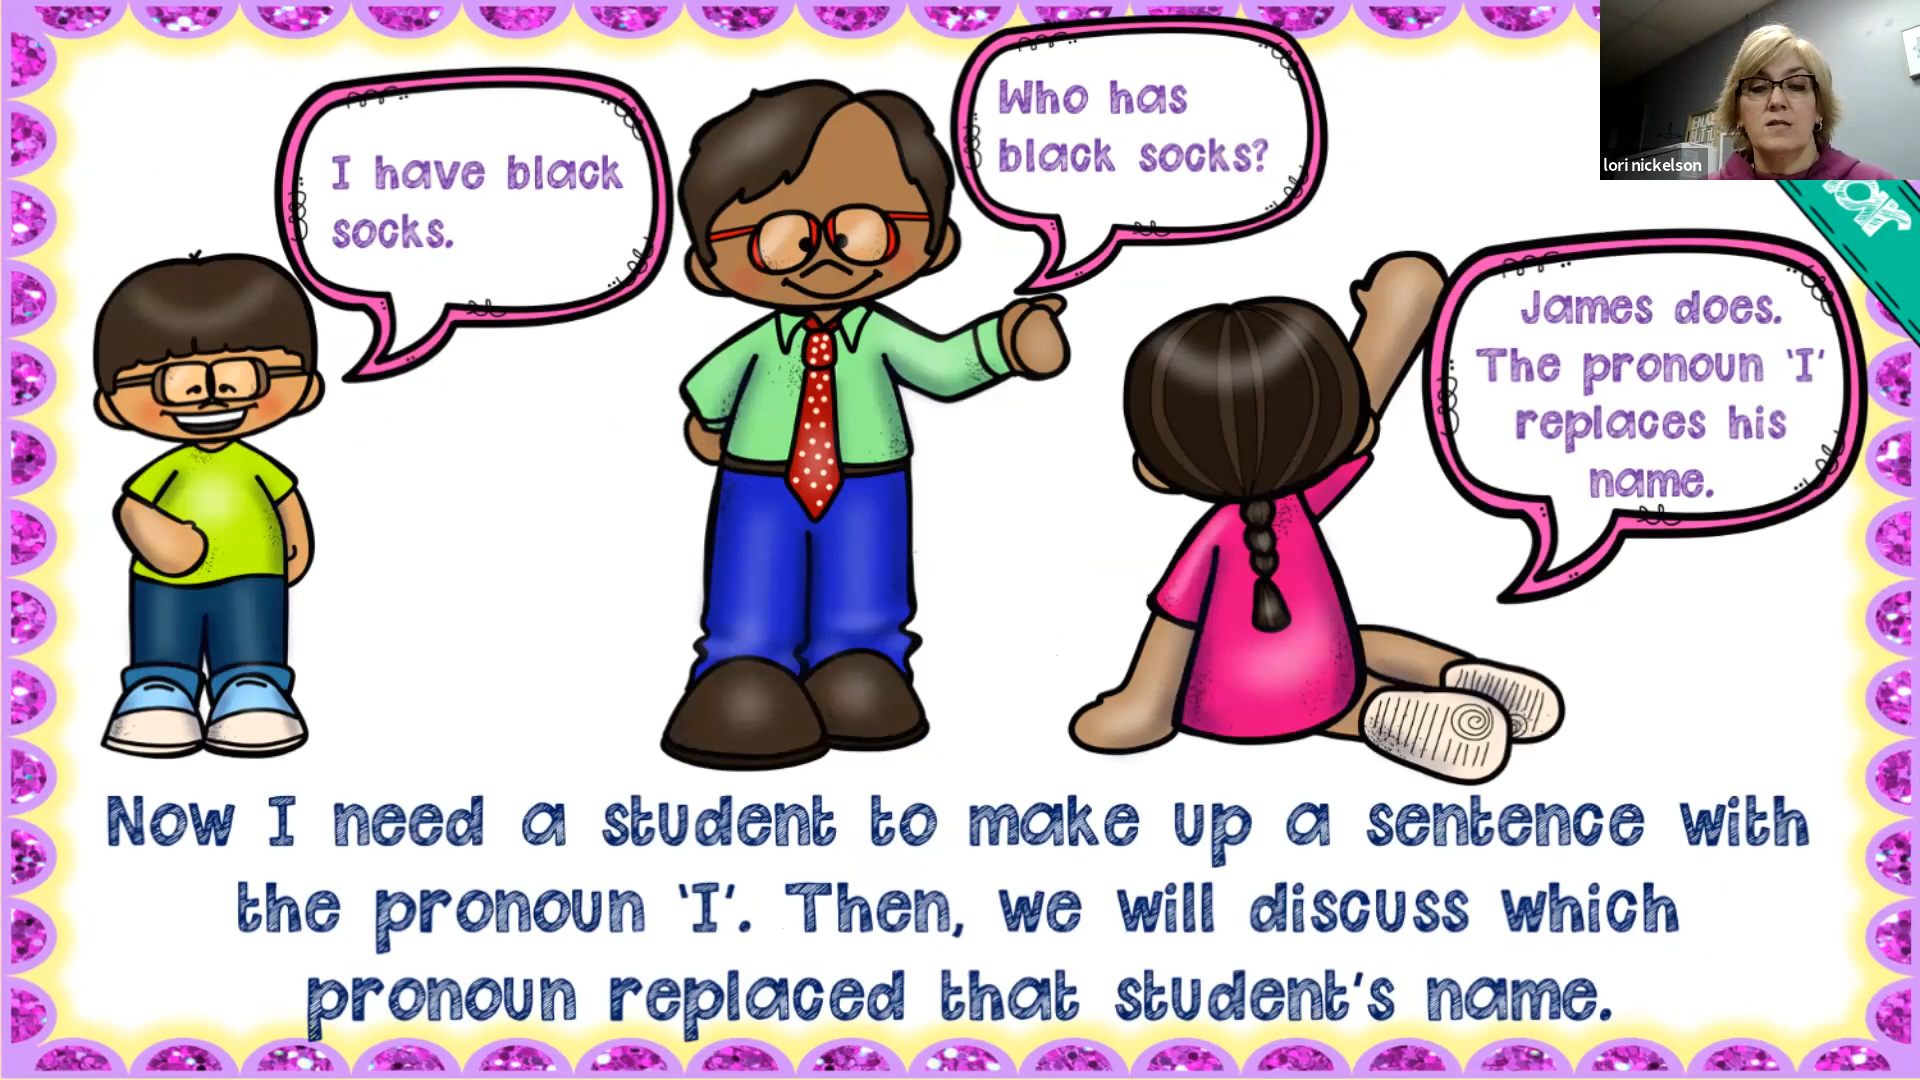 I have black
socks.
Who has
black socks?
James does.
The pronoun 'I'
replaces his
name.
lori nickelson
Now I need a student to make up a sentence with
the pronoun 'I'. Then, we will discuss which
pronoun replaced that student's name.